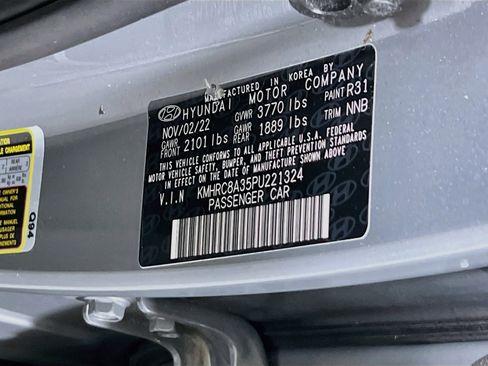 MANUFACTURED IN KOREA BY
HYUNDAI MOTOR COMPANY
NOV/02/22 GVWR 3770 lbs PAINT R31
GAWR FRONT 2101 lbs GAWR REAR 1889 lbs TRIM NNB
THIS VEHICLE CONFORMS TO ALL APPLICABLE U.S.A. FEDERAL
MOTOR VEHICLE SAFETY, BUMPER, AND THEFT PREVENTION
STANDARDS IN EFFECT ON THE DATE OF MANUFACTURE SHOWN ABOVE.
V.I.N KMHRC8A35PU221324
PASSENGER CAR
Q94